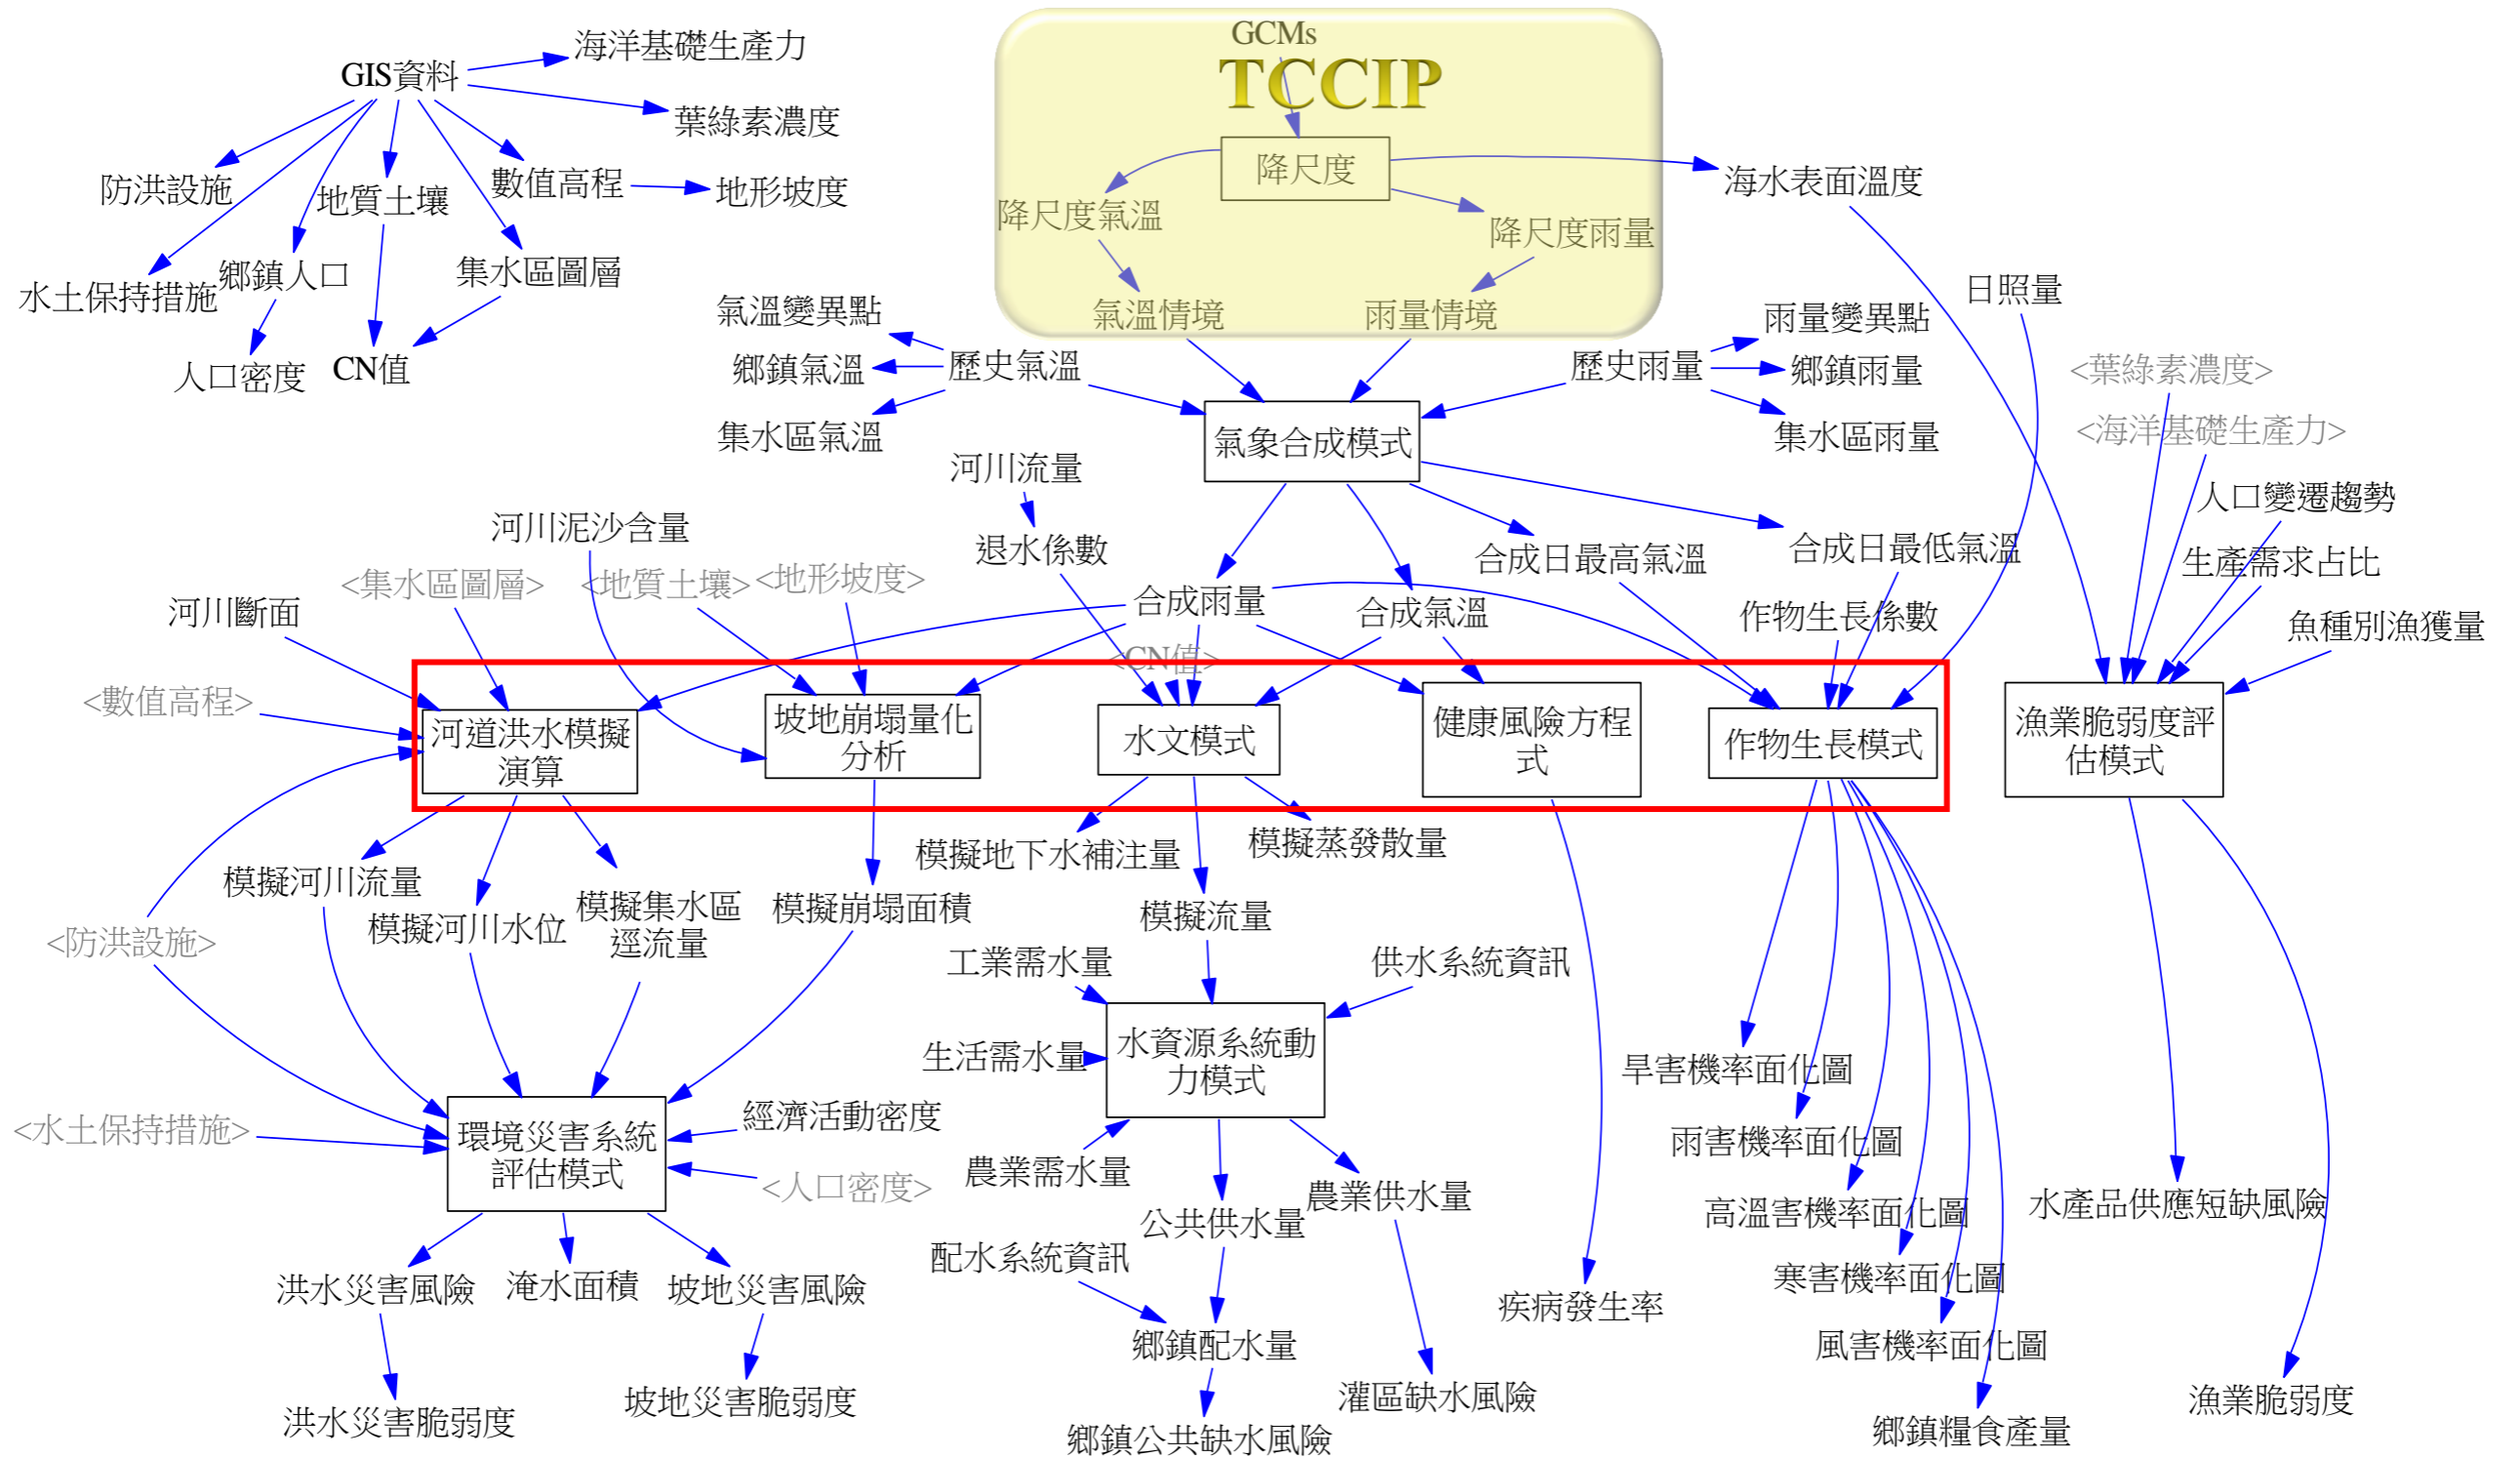 GCMs
TCCIP
海洋基礎生產力
GIS資料
葉綠素濃度
降尺度
防洪設施
地質土壤
數值高程
地形坡度
海水表面溫度
降尺度氣溫
降尺度雨量
水土保持措施
鄉鎮人口
集水區圖層
日照量
氣溫情境
雨量情境
氣溫變異點
雨量變異點
人口密度
CN值
鄉鎮氣溫
歷史氣溫
歷史雨量
鄉鎮雨量
<葉綠素濃度>
集水區氣溫
氣象合成模式
集水區雨量
<海洋基礎生產力>
河川流量
人口變遷趨勢
河川泥沙含量
退水係數
合成日最高氣溫
合成日最低氣溫
生產需求占比
<集水區圖層>
<地質土壤>
<地形坡度>
河川斷面
合成雨量
合成氣溫
作物生長係數
魚種別漁獲量
<CN值>
<數值高程>
河道洪水模擬
演算
坡地崩塌量化
分析
水文模式
健康風險方程
式
作物生長模式
漁業脆弱度評
估模式
模擬地下水補注量
模擬蒸發散量
模擬河川流量
模擬河川水位
模擬集水區
逕流量
模擬崩塌面積
模擬流量
<防洪設施>
工業需水量
供水系統資訊
生活需水量
水資源系統動
力模式
旱害機率面化圖
<水土保持措施>
環境災害系統
評估模式
經濟活動密度
雨害機率面化圖
<人口密度>
農業需水量
農業供水量
高溫害機率面化圖
水產品供應短缺風險
公共供水量
配水系統資訊
洪水災害風險
淹水面積
坡地災害風險
寒害機率面化圖
疾病發生率
鄉鎮配水量
風害機率面化圖
洪水災害脆弱度
坡地災害脆弱度
灌區缺水風險
漁業脆弱度
鄉鎮公共缺水風險
鄉鎮糧食產量